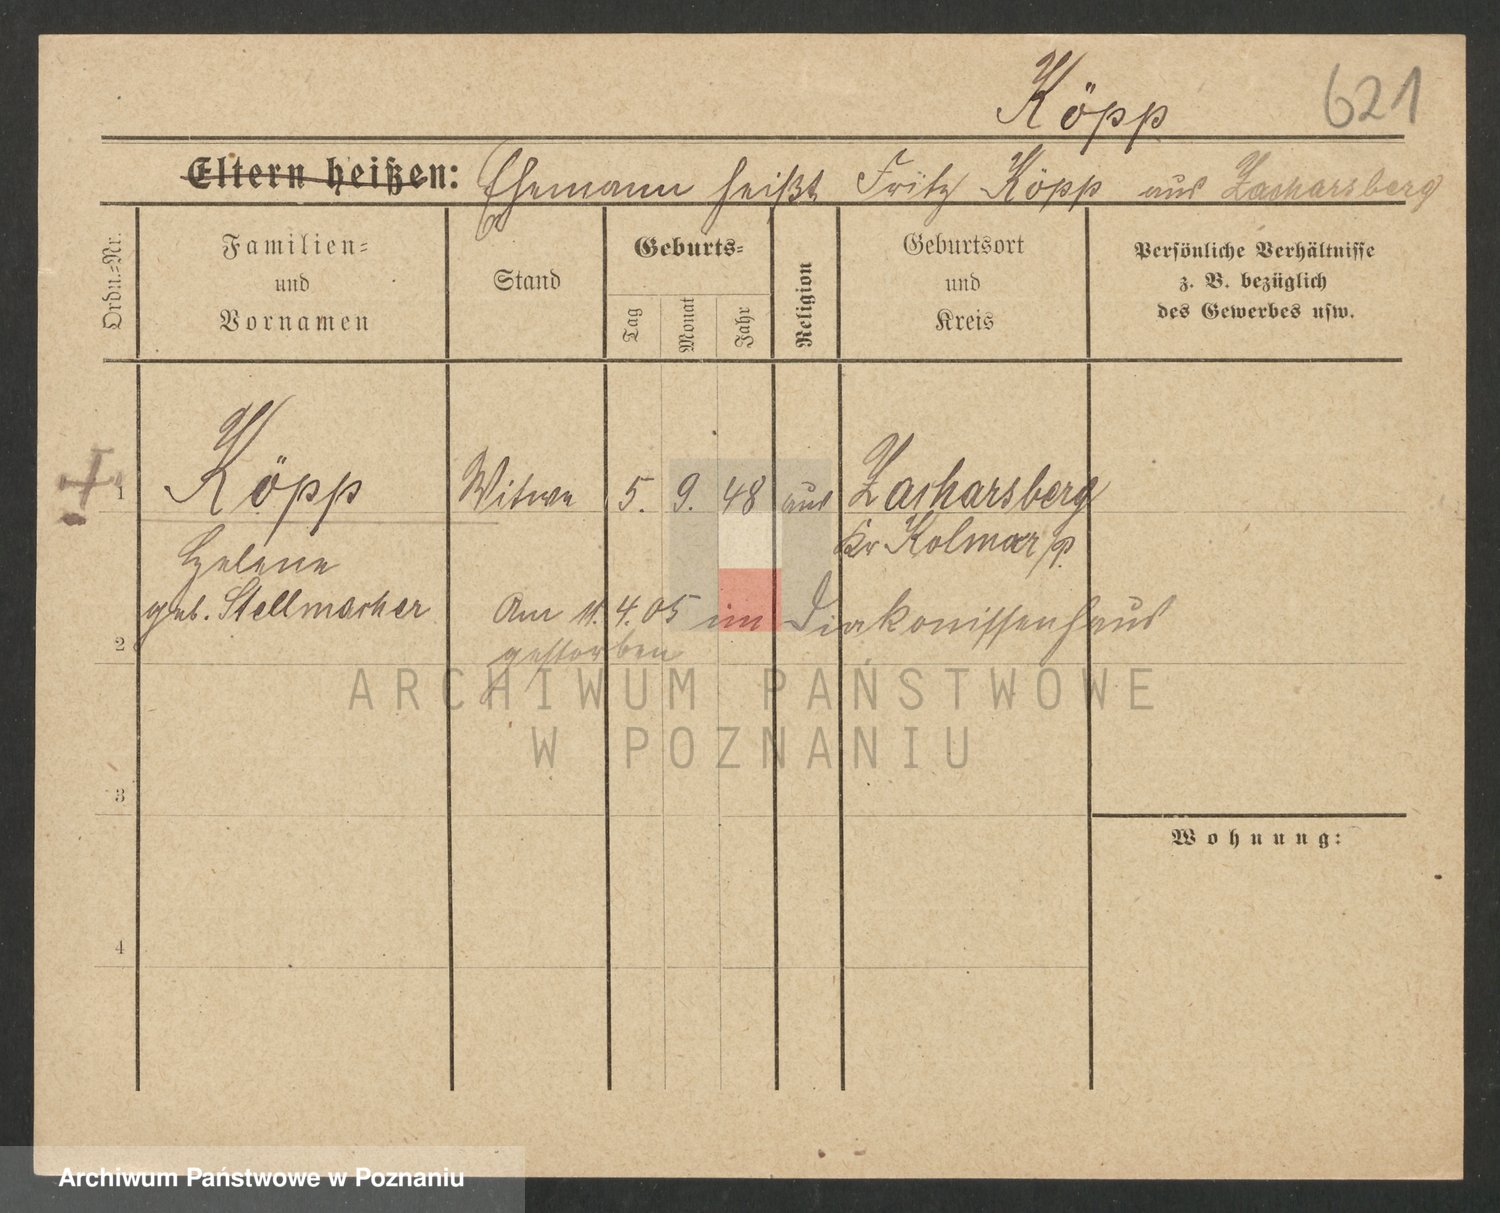 Köpp
621
Eltern heißen: Ehemann heißt Fritz Köpp aus Zacharsberg
Ordn.=Nr.
Familien=
und
Vornamen
Stand
Geburts=
Tag
Monat
Jahr
Religion
Geburtsort
und
Kreis
Persönliche Verhältnisse
z. B. bezüglich
des Gewerbes usw.
1 Köpp Witwe 5. 9. 48 aus Zacharsberg
Kr Kolmar /p.
Helene
geb. Stellmacher
Am 11. 4. 05 im Diakonissenhaus
gestorben
2
3
4
Wohnung:
ARCHIWUM PAŃSTWOWE
W POZNANIU
Archiwum Państwowe w Poznaniu